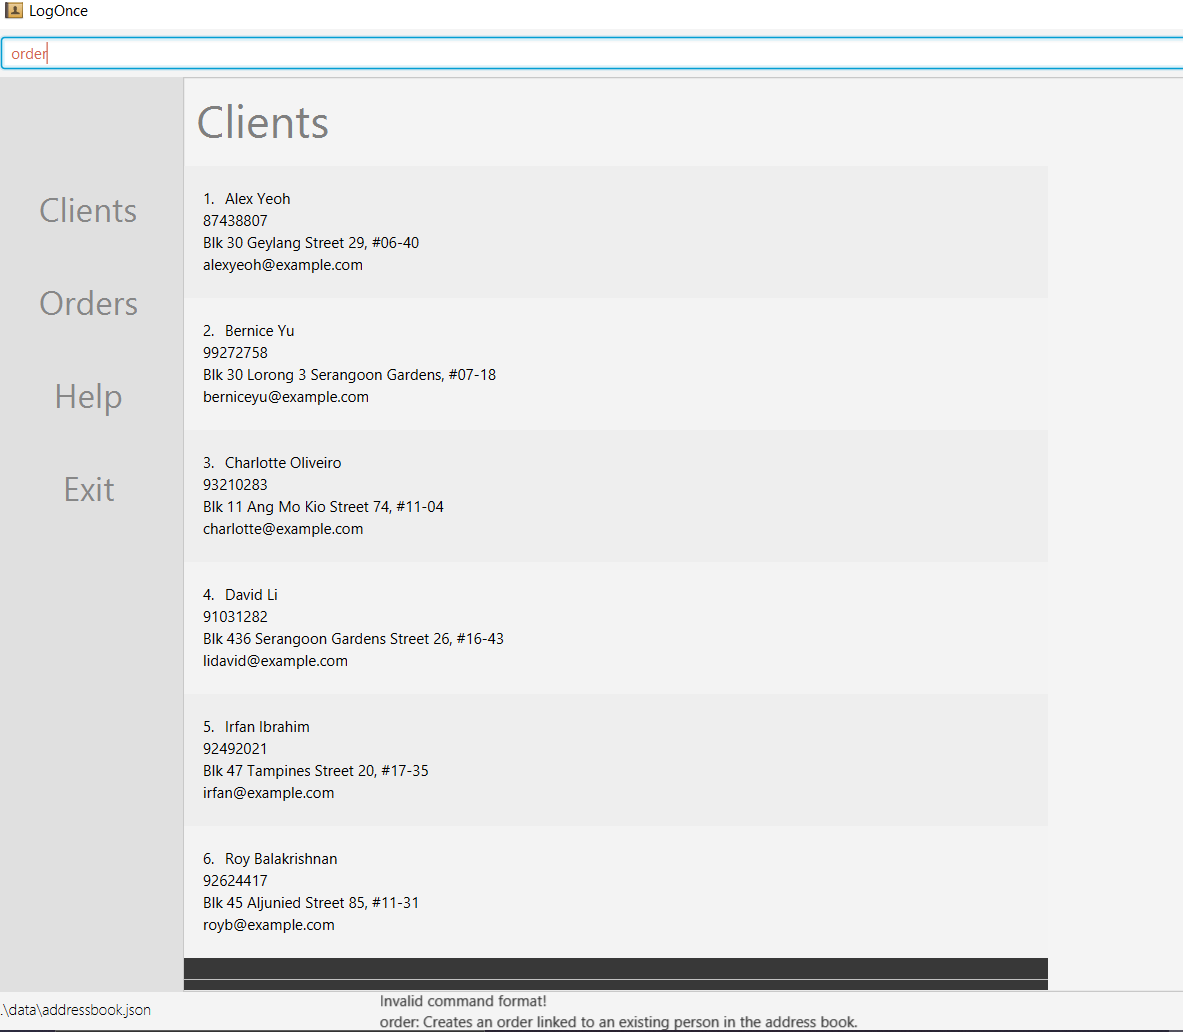 LogOnce
order
Clients
Orders
Help
Exit
Clients
1. Alex Yeoh
87438807
Blk 30 Geylang Street 29, #06-40
alexyeoh@example.com
2. Bernice Yu
99272758
Blk 30 Lorong 3 Serangoon Gardens, #07-18
berniceyu@example.com
3. Charlotte Oliveiro
93210283
Blk 11 Ang Mo Kio Street 74, #11-04
charlotte@example.com
4. David Li
91031282
Blk 436 Serangoon Gardens Street 26, #16-43
lidavid@example.com
5. Irfan Ibrahim
92492021
Blk 47 Tampines Street 20, #17-35
irfan@example.com
6. Roy Balakrishnan
92624417
Blk 45 Aljunied Street 85, #11-31
royb@example.com
.\data\addressbook.json
Invalid command format!
order: Creates an order linked to an existing person in the address book.